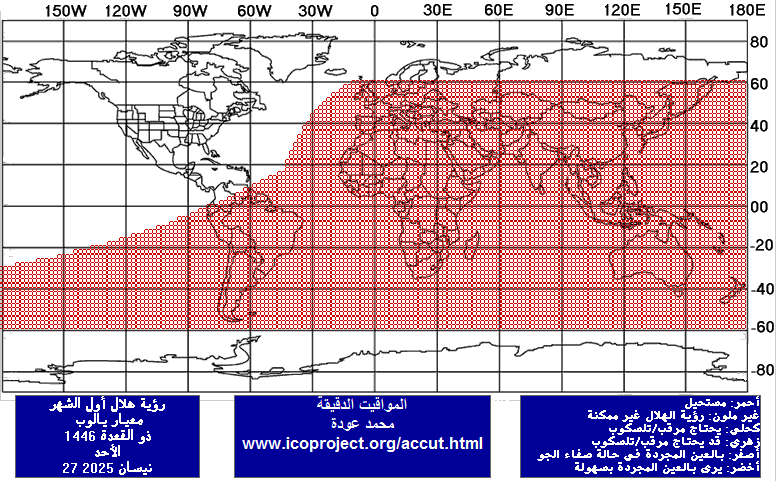 150W 120W 90W 60W 30W 0 30E 60E 90E 120E 150E 180E
80
60
40
20
00
-20
-40
-60
-80
رؤية هلال أول الشهر
معيار يالوب
ذو القعدة 1446
الأحد
27 نيسان 2025
المواقيت الدقيقة
محمد عودة
www.icoproject.org/accut.html
أحمر: مستحيل
غير ملون: رؤية الهلال غير ممكنة
كحلي: يحتاج مرقب/تلسكوب
زهري: قد يحتاج مرقب/تلسكوب
أصفر: بالعين المجردة في حالة صفاء الجو
أخضر: يرى بالعين المجردة بسهولة